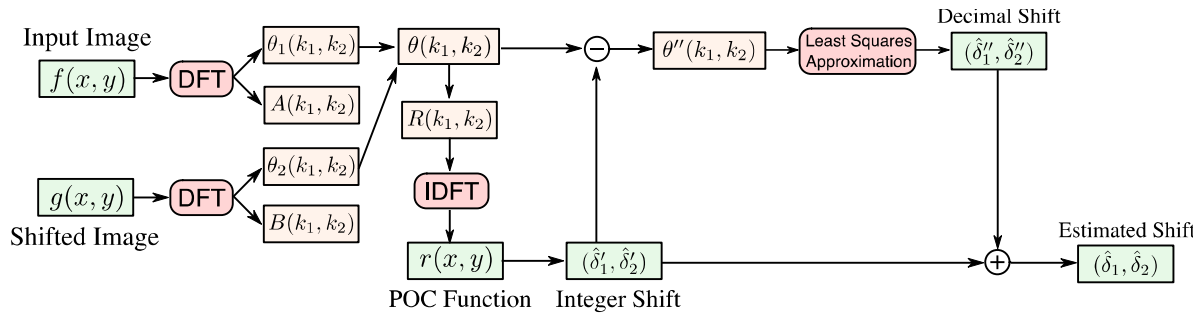 Input Image
f(x, y)
DFT
θ₁(k₁, k₂)
A(k₁, k₂)
g(x, y)
Shifted Image
DFT
θ₂(k₁, k₂)
B(k₁, k₂)
θ(k₁, k₂)
R(k₁, k₂)
IDFT
r(x, y)
POC Function
(δ̂′₁, δ̂′₂)
Integer Shift
−
θ″(k₁, k₂)
Least Squares
Approximation
Decimal Shift
(δ̂″₁, δ̂″₂)
+
Estimated Shift
(δ̂₁, δ̂₂)